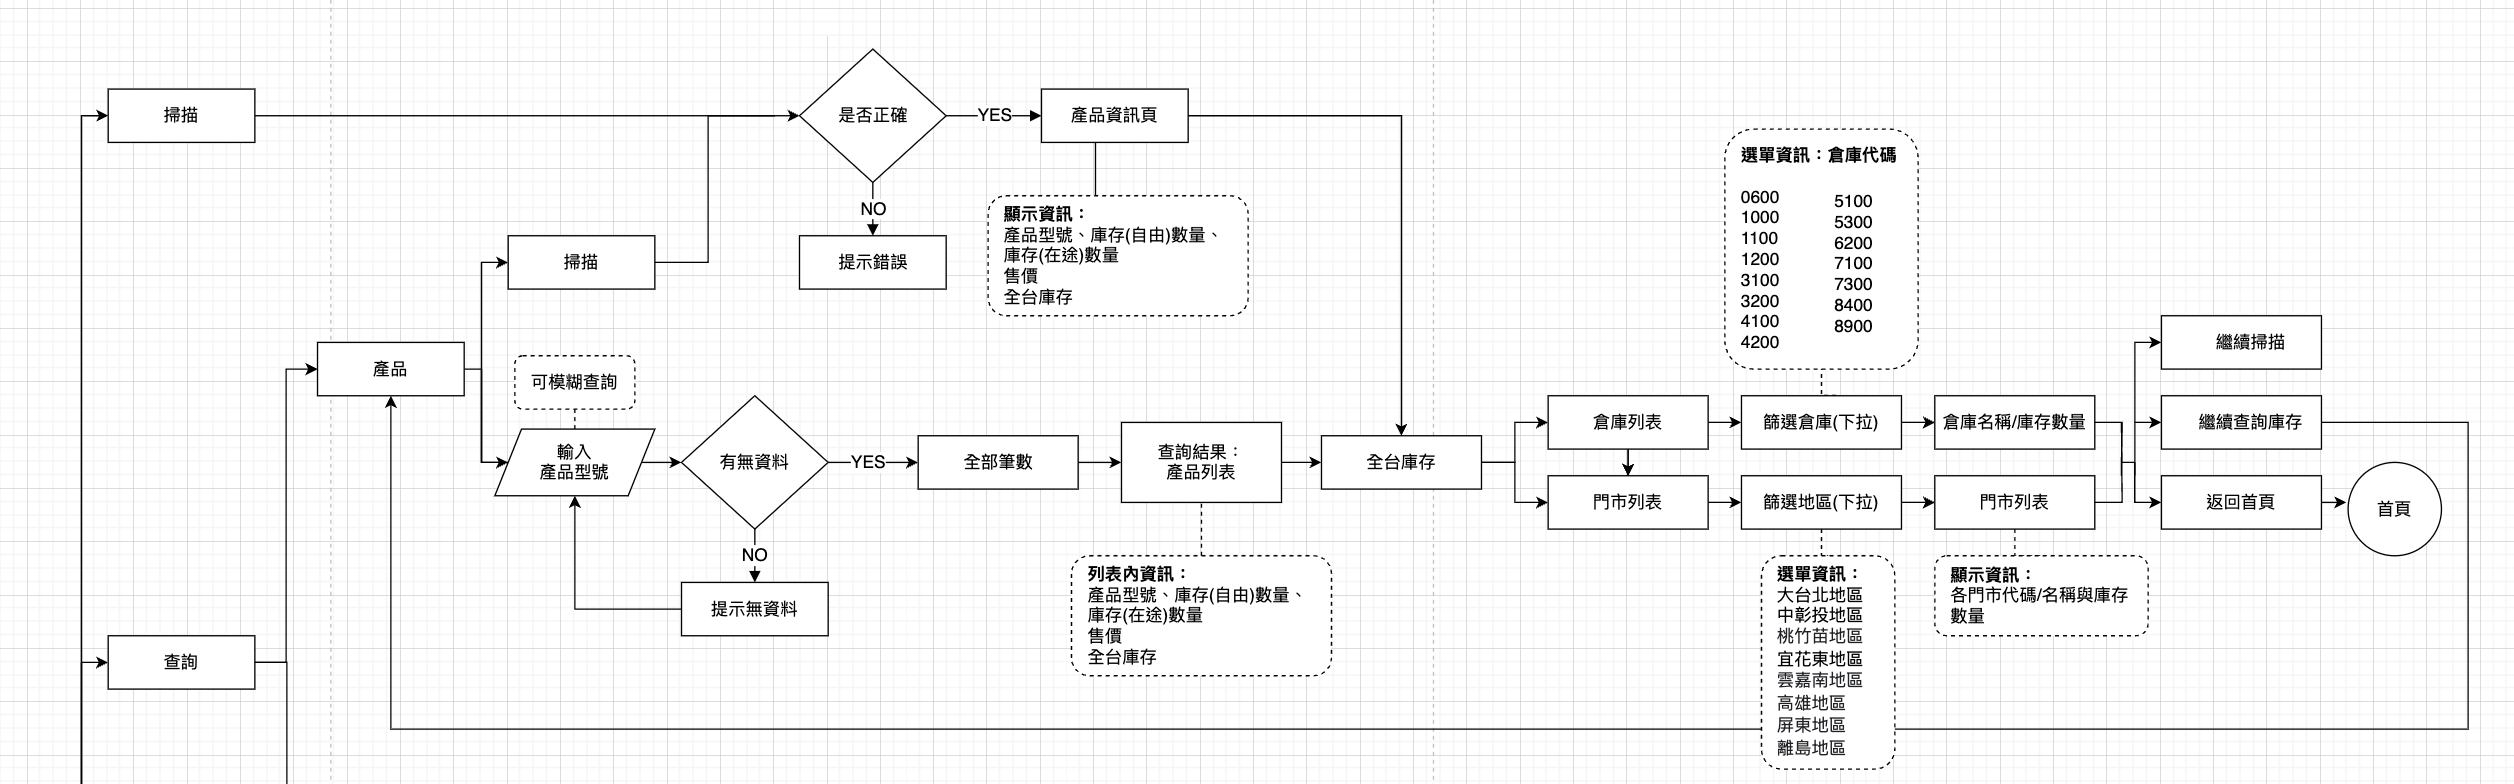 掃描
是否正確
YES
產品資訊頁
NO
提示錯誤
顯示資訊：
產品型號、庫存(自由)數量、
庫存(在途)數量
售價
全台庫存
掃描
產品
可模糊查詢
輸入
產品型號
有無資料
YES
全部筆數
查詢結果：
產品列表
全台庫存
NO
提示無資料
列表內資訊：
產品型號、庫存(自由)數量、
庫存(在途)數量
售價
全台庫存
查詢
選單資訊：倉庫代碼
0600
1000
1100
1200
3100
3200
4100
4200
5100
5300
6200
7100
7300
8400
8900
倉庫列表
篩選倉庫(下拉)
倉庫名稱/庫存數量
門市列表
篩選地區(下拉)
門市列表
選單資訊：
大台北地區
中彰投地區
桃竹苗地區
宜花東地區
雲嘉南地區
高雄地區
屏東地區
離島地區
顯示資訊：
各門市代碼/名稱與庫存
數量
繼續掃描
繼續查詢庫存
返回首頁
首頁